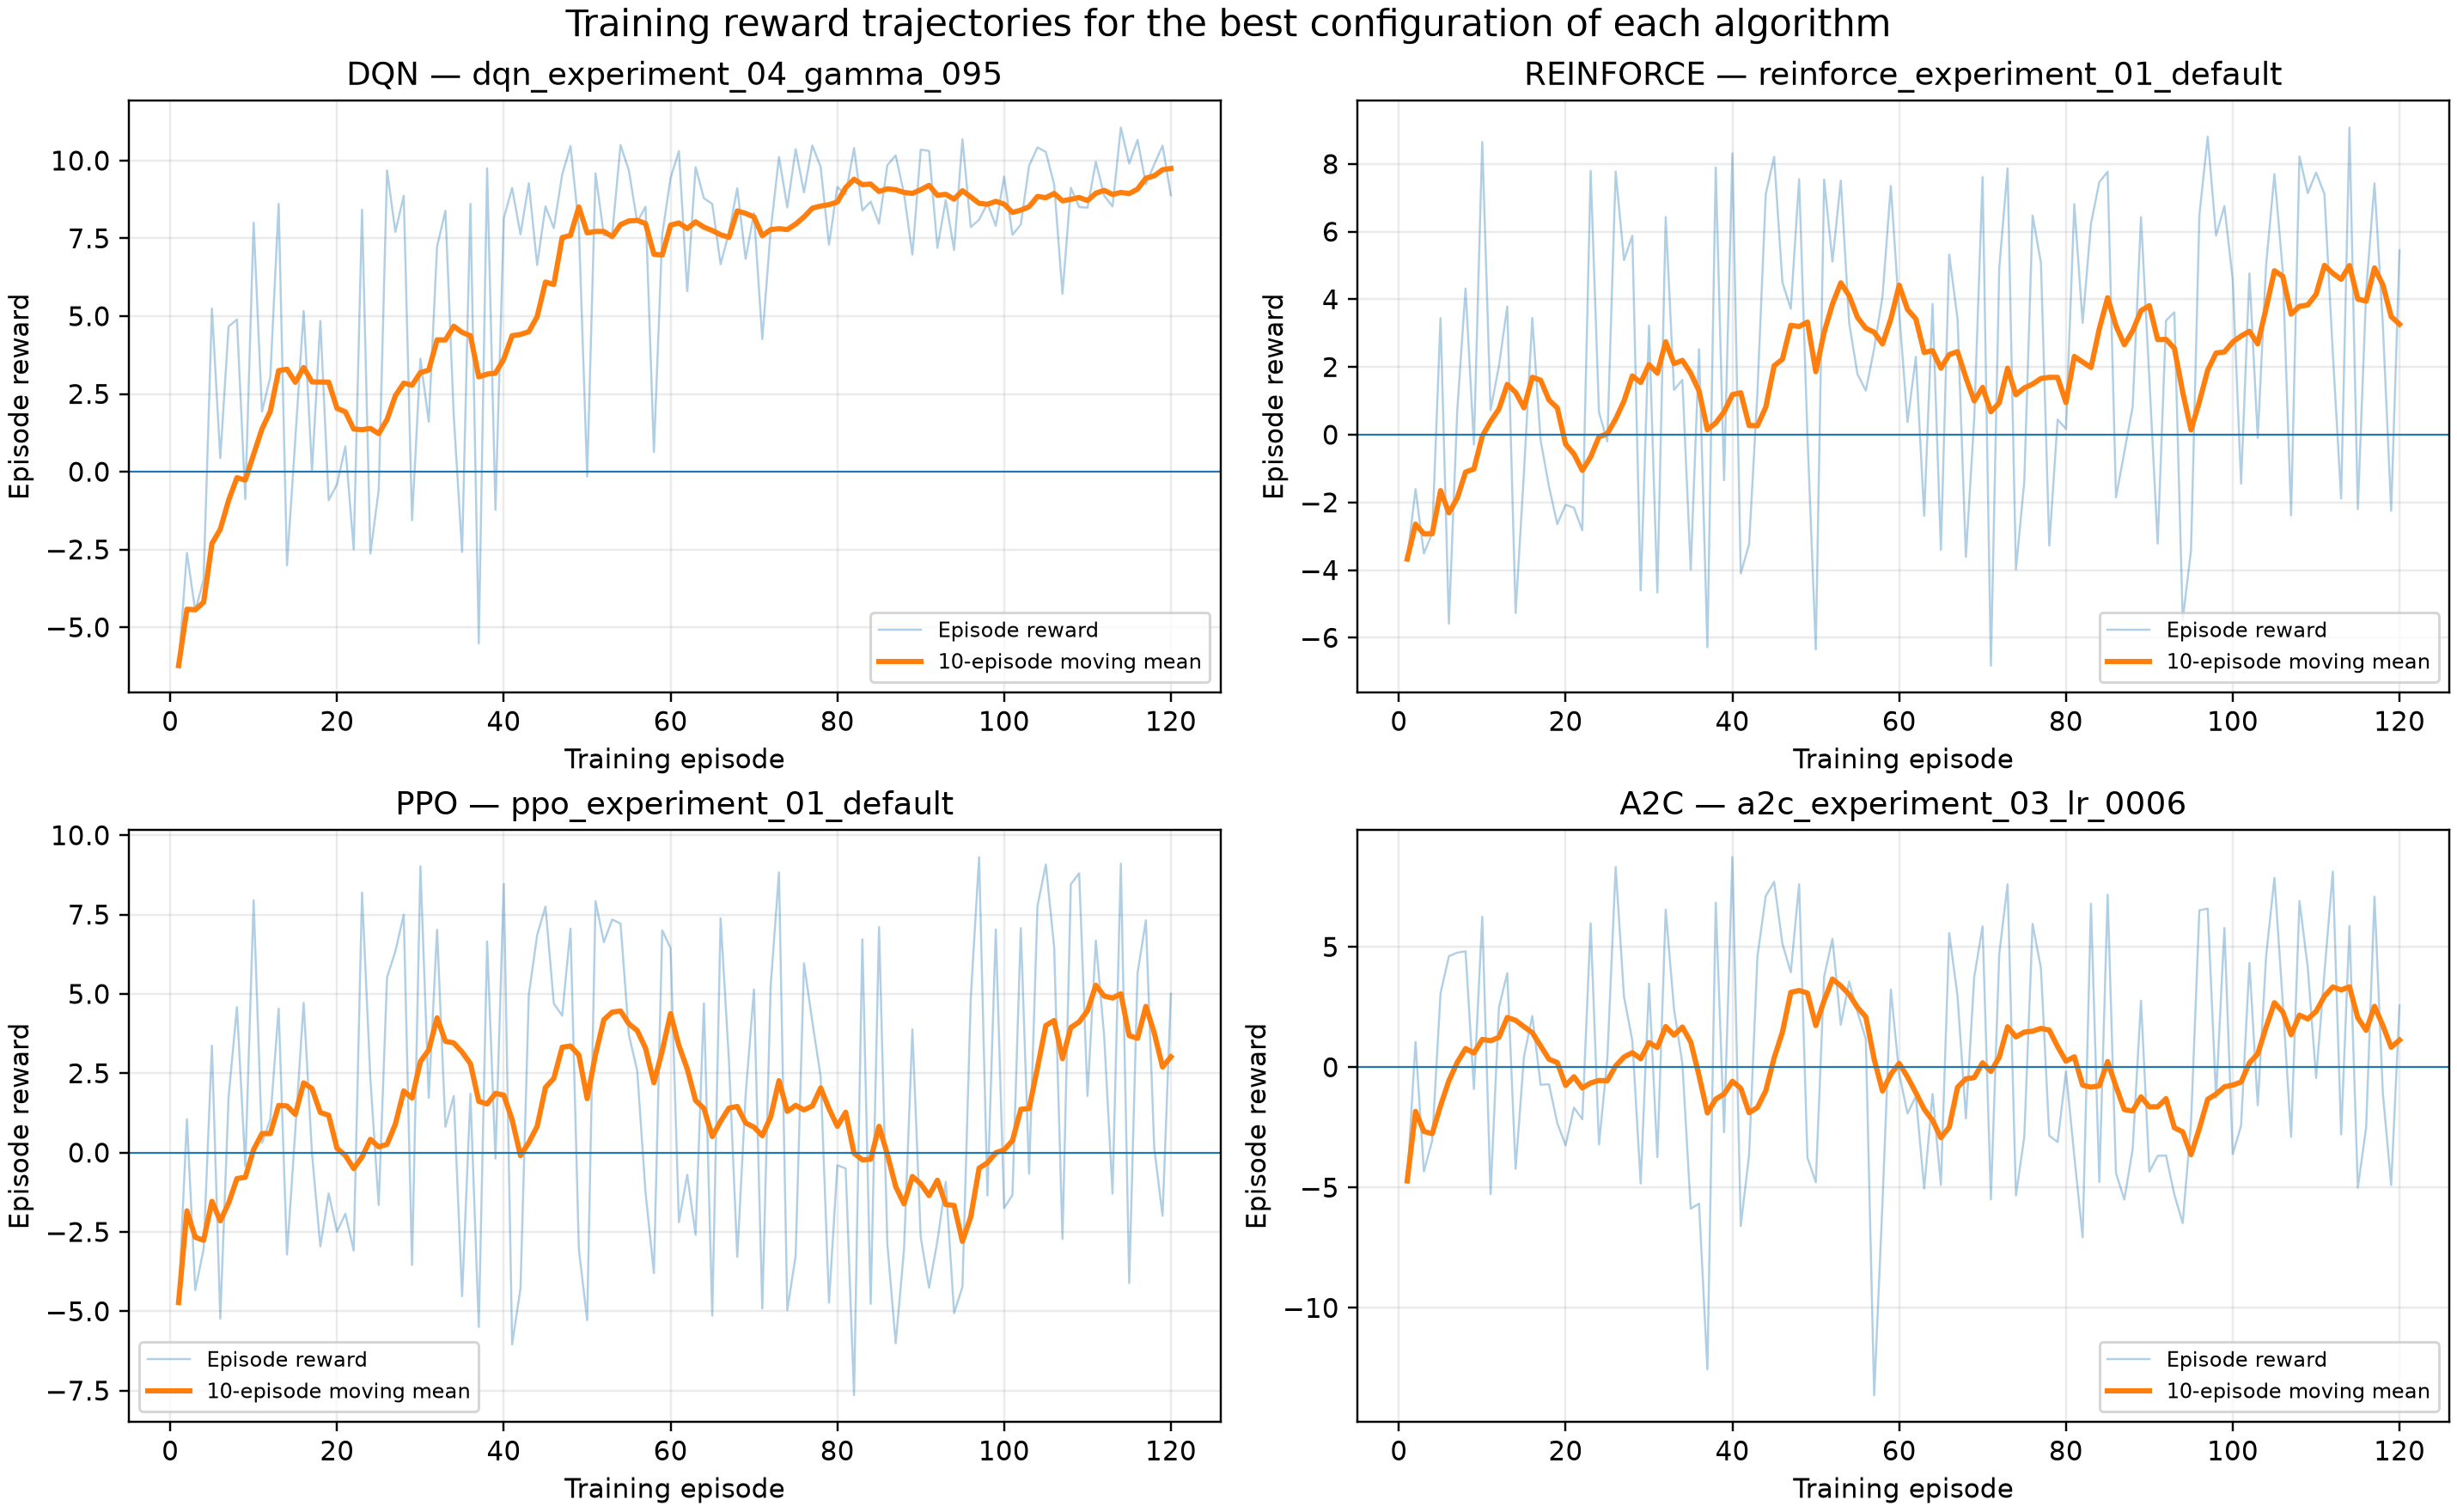 Training reward trajectories for the best configuration of each algorithm
DQN — dqn_experiment_04_gamma_095
10.0
7.5
5.0
2.5
0.0
−2.5
−5.0
Episode reward
Episode reward
10-episode moving mean
0 20 40 60 80 100 120
Training episode
REINFORCE — reinforce_experiment_01_default
8
6
4
2
0
−2
−4
−6
Episode reward
Episode reward
10-episode moving mean
0 20 40 60 80 100 120
Training episode
PPO — ppo_experiment_01_default
10.0
7.5
5.0
2.5
0.0
−2.5
−5.0
−7.5
Episode reward
Episode reward
10-episode moving mean
0 20 40 60 80 100 120
Training episode
A2C — a2c_experiment_03_lr_0006
5
0
−5
−10
Episode reward
Episode reward
10-episode moving mean
0 20 40 60 80 100 120
Training episode